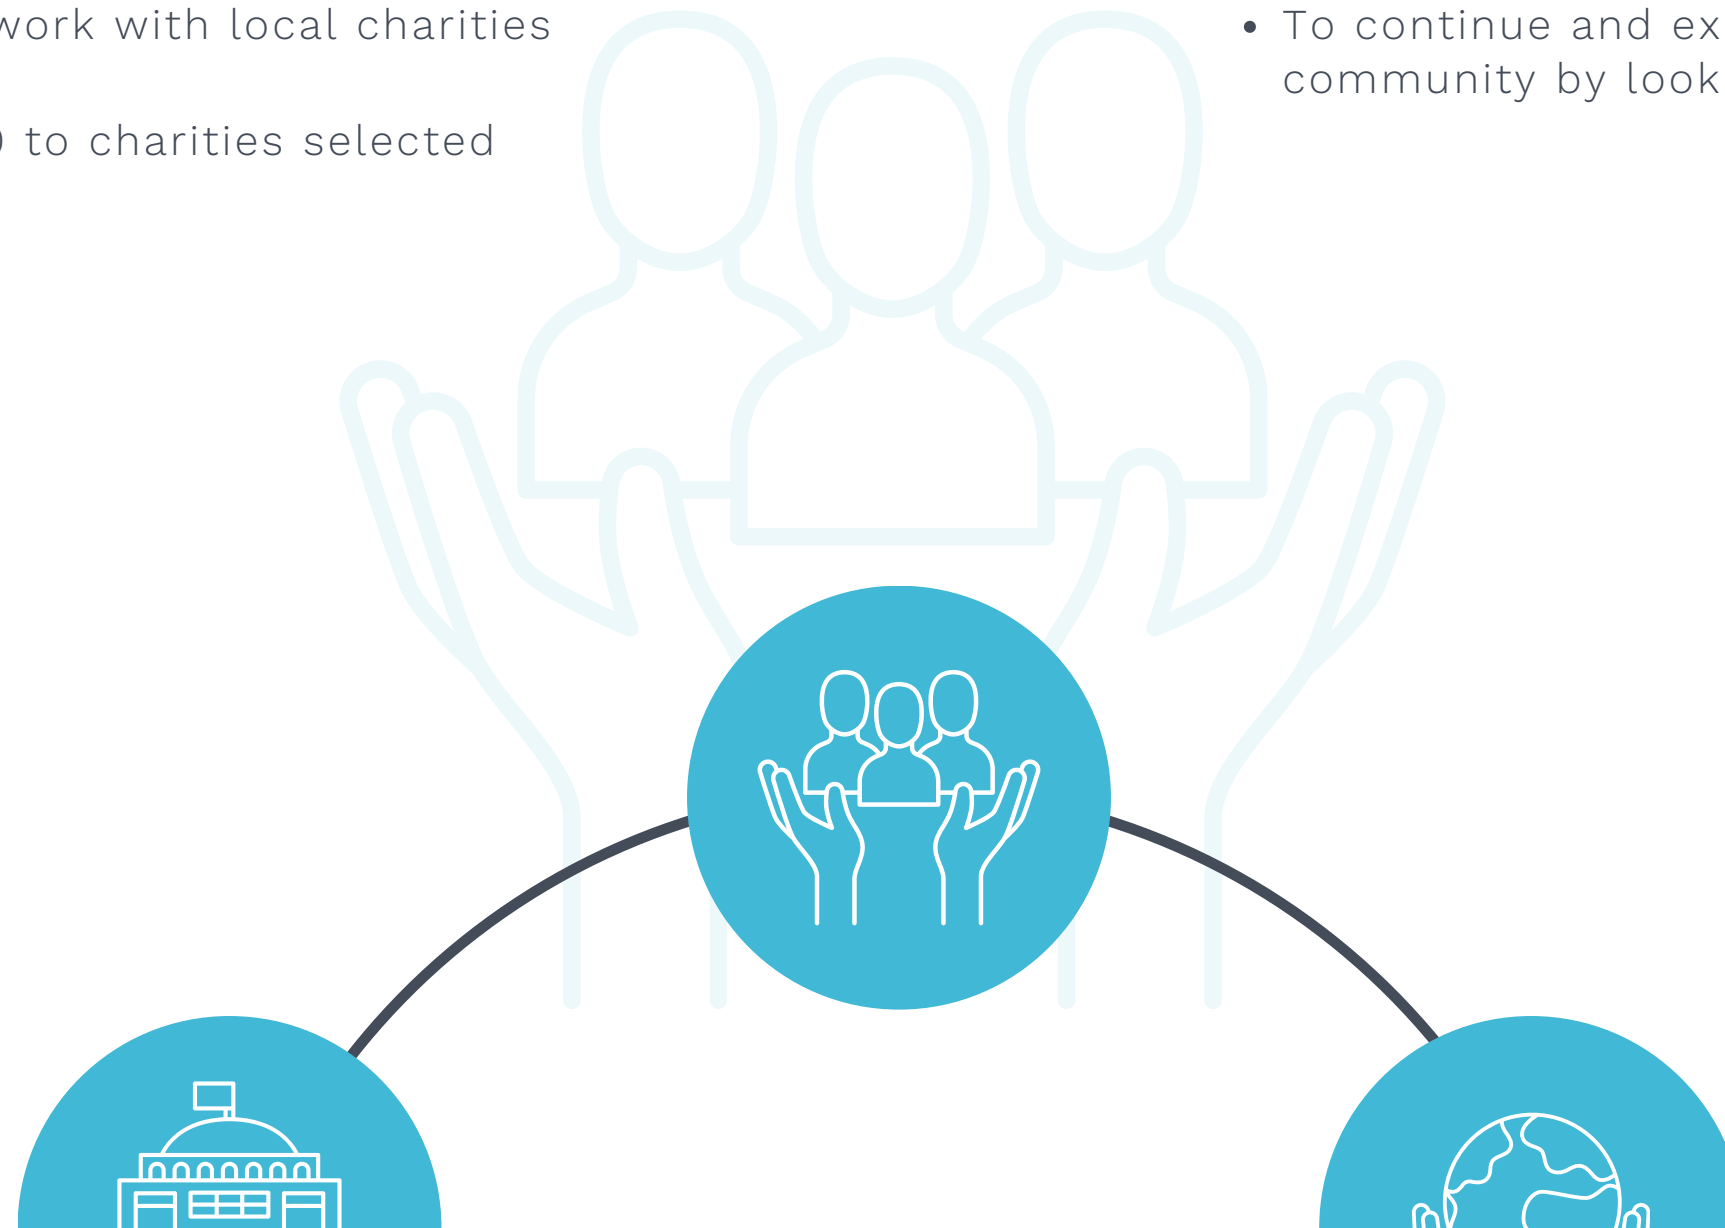 work with local charities
to charities selected
To continue and ex
community by look